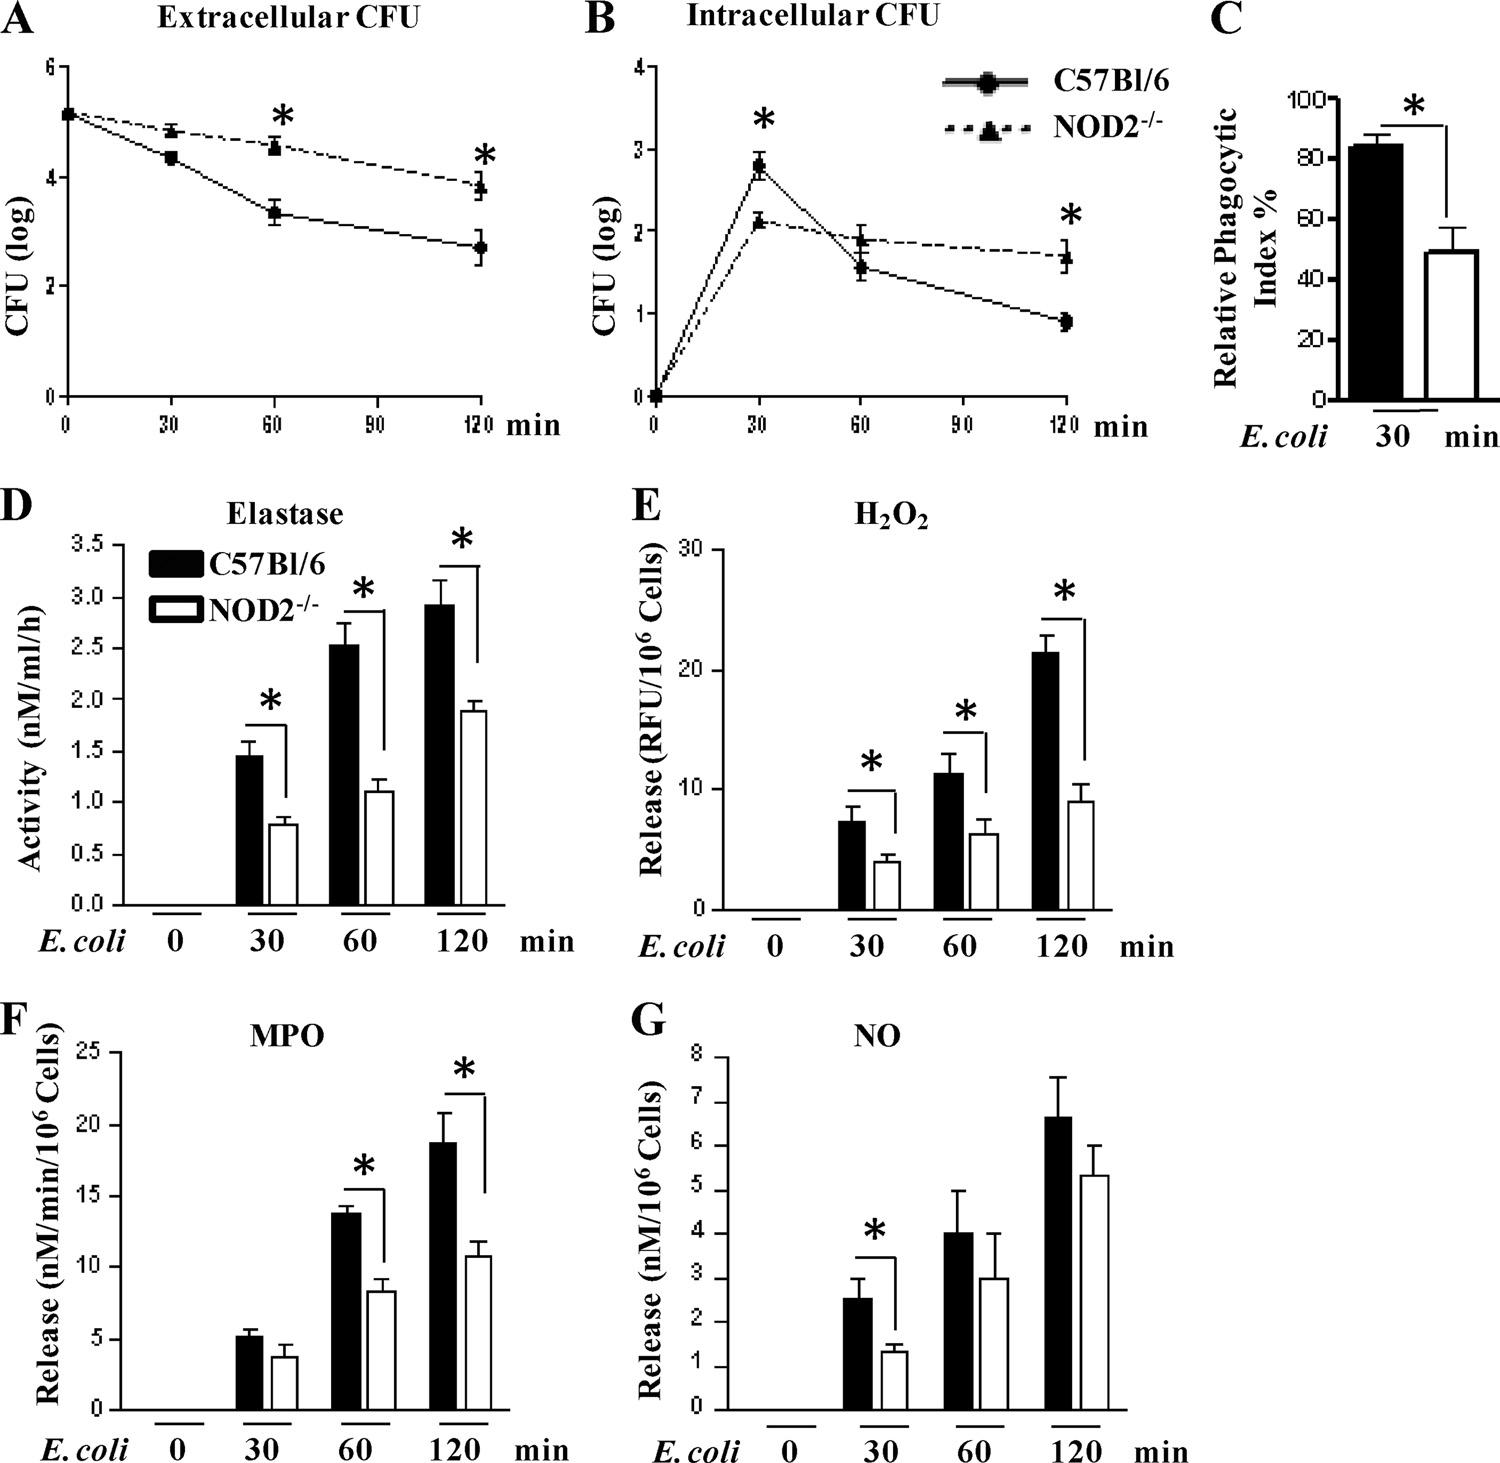 A
Extracellular CFU
CFU (log)
6
4
2
0
0 30 60 90 120 min
*
*
B
Intracellular CFU
CFU (log)
4
3
2
1
0
0 30 60 90 120 min
*
*
C57Bl/6
NOD2-/-
C
Relative Phagocytic
Index %
100
80
60
40
20
0
*
E. coli 30 min
D
Elastase
Activity (nM/ml/h)
3.5
3.0
2.5
2.0
1.5
1.0
0.5
0.0
C57Bl/6
NOD2-/-
*
*
*
E. coli 0 30 60 120 min
E
H2O2
Release (RFU/10^6 Cells)
30
20
10
0
*
*
*
E. coli 0 30 60 120 min
F
MPO
Release (nM/min/10^6 Cells)
25
20
15
10
5
0
*
*
E. coli 0 30 60 120 min
G
NO
Release (nM/10^6 Cells)
8
7
6
5
4
3
2
1
0
*
E. coli 0 30 60 120 min